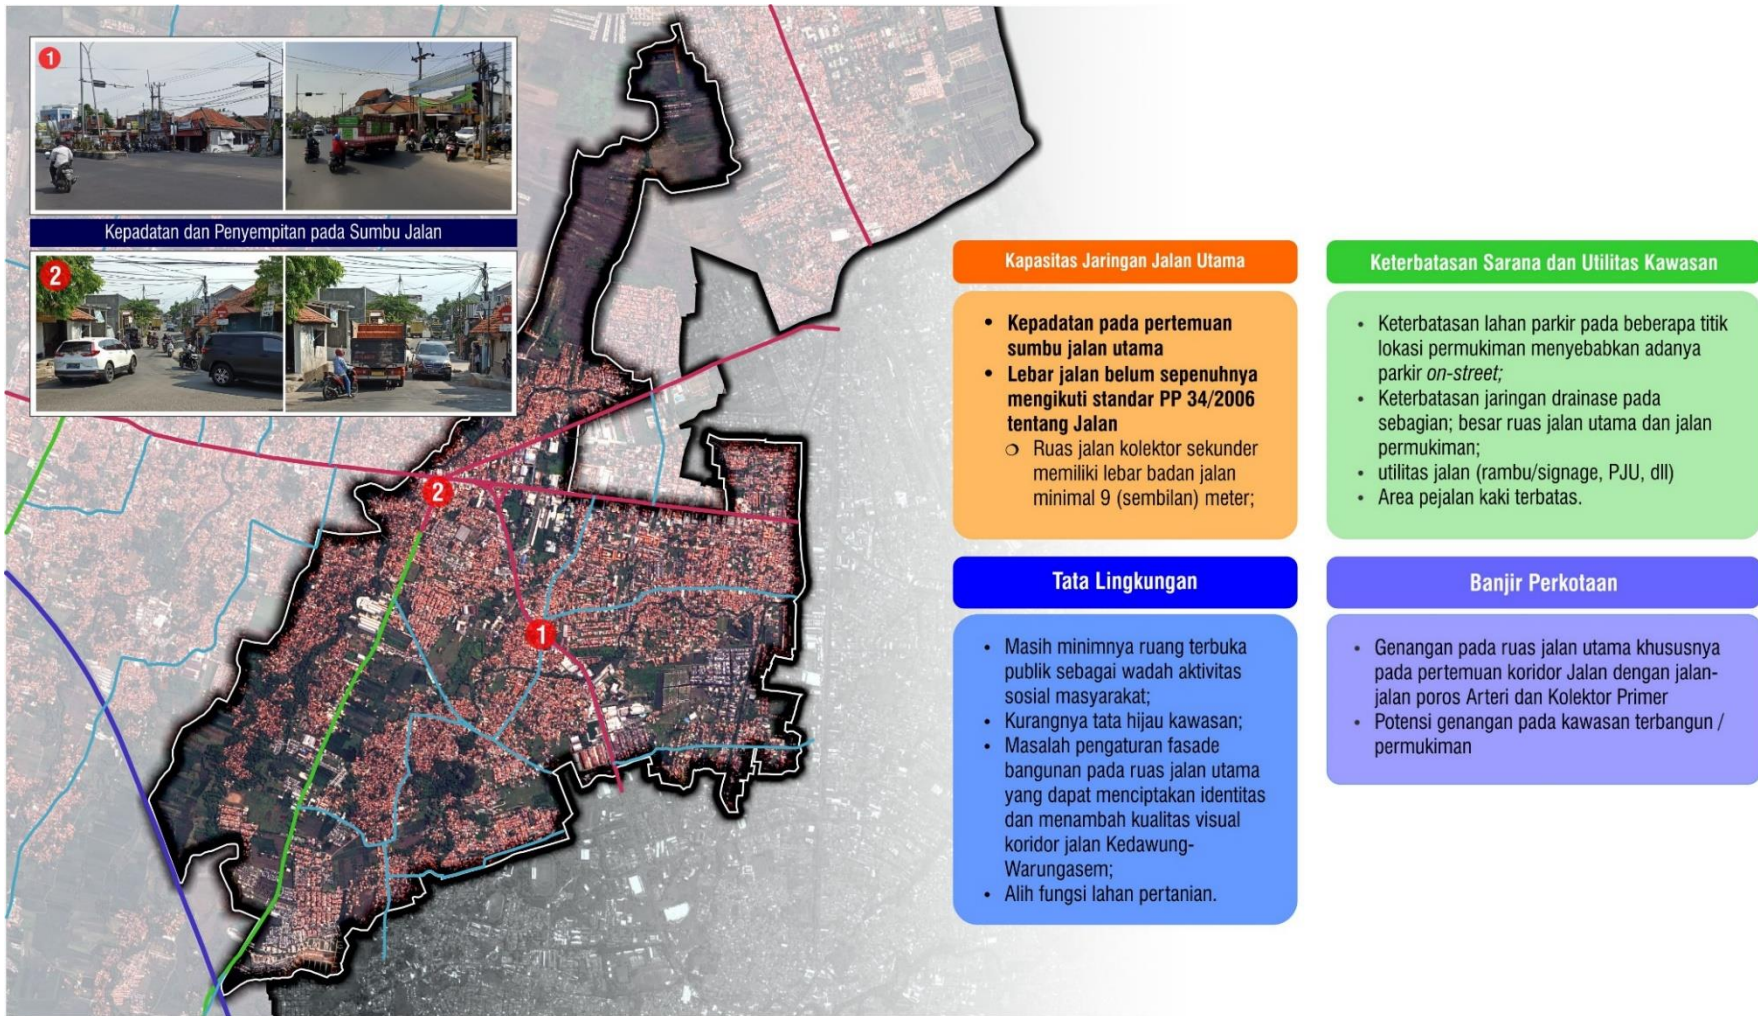 1
Kepadatan dan Penyempitan pada Sumbu Jalan
2
2
1
Kapasitas Jaringan Jalan Utama
• Kepadatan pada pertemuan
sumbu jalan utama
• Lebar jalan belum sepenuhnya
mengikuti standar PP 34/2006
tentang Jalan
Ruas jalan kolektor sekunder
memiliki lebar badan jalan
minimal 9 (sembilan) meter;
Keterbatasan Sarana dan Utilitas Kawasan
• Keterbatasan lahan parkir pada beberapa titik
lokasi permukiman menyebabkan adanya
parkir on-street;
• Keterbatasan jaringan drainase pada
sebagian; besar ruas jalan utama dan jalan
permukiman;
• utilitas jalan (rambu/signage, PJU, dll)
• Area pejalan kaki terbatas.
Tata Lingkungan
• Masih minimnya ruang terbuka
publik sebagai wadah aktivitas
sosial masyarakat;
• Kurangnya tata hijau kawasan;
• Masalah pengaturan fasade
bangunan pada ruas jalan utama
yang dapat menciptakan identitas
dan menambah kualitas visual
koridor jalan Kedawung-
Warungasem;
• Alih fungsi lahan pertanian.
Banjir Perkotaan
• Genangan pada ruas jalan utama khususnya
pada pertemuan koridor Jalan dengan jalan-
jalan poros Arteri dan Kolektor Primer
• Potensi genangan pada kawasan terbangun /
permukiman